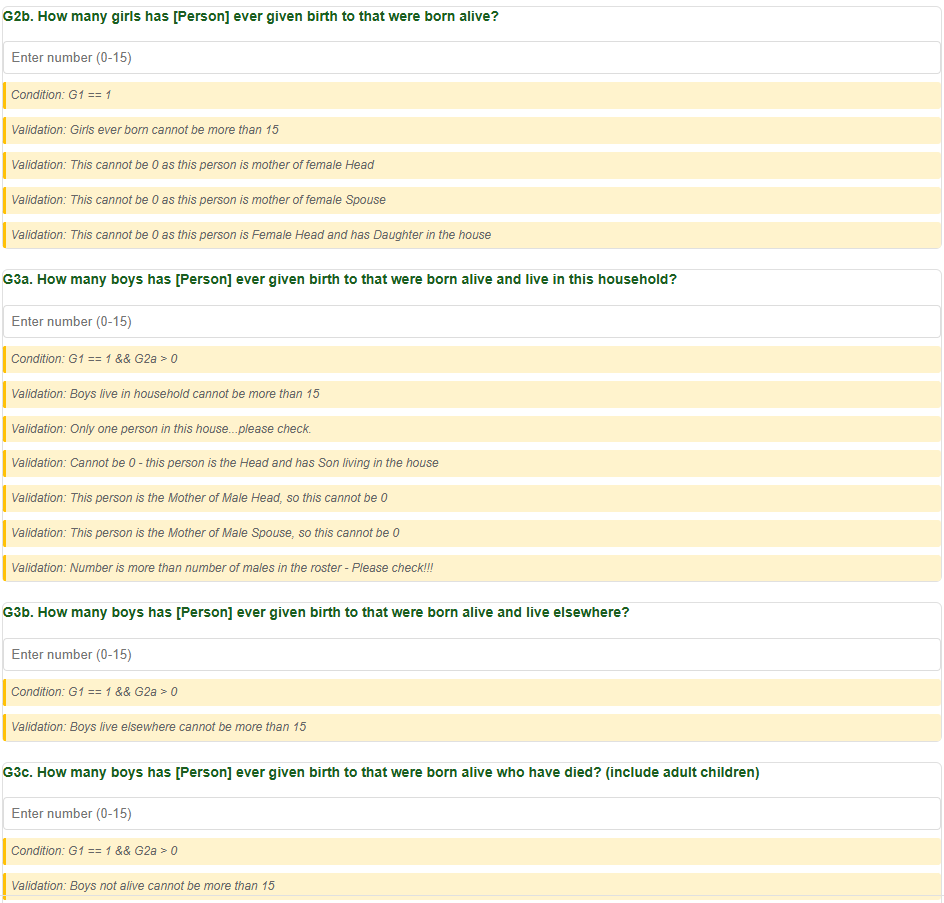 G2b. How many girls has [Person] ever given birth to that were born alive?
Enter number (0-15)
Condition: G1 == 1
Validation: Girls ever born cannot be more than 15
Validation: This cannot be 0 as this person is mother of female Head
Validation: This cannot be 0 as this person is mother of female Spouse
Validation: This cannot be 0 as this person is Female Head and has Daughter in the house
G3a. How many boys has [Person] ever given birth to that were born alive and live in this household?
Enter number (0-15)
Condition: G1 == 1 && G2a > 0
Validation: Boys live in household cannot be more than 15
Validation: Only one person in this house...please check.
Validation: Cannot be 0 - this person is the Head and has Son living in the house
Validation: This person is the Mother of Male Head, so this cannot be 0
Validation: This person is the Mother of Male Spouse, so this cannot be 0
Validation: Number is more than number of males in the roster - Please check!!!
G3b. How many boys has [Person] ever given birth to that were born alive and live elsewhere?
Enter number (0-15)
Condition: G1 == 1 && G2a > 0
Validation: Boys live elsewhere cannot be more than 15
G3c. How many boys has [Person] ever given birth to that were born alive who have died? (include adult children)
Enter number (0-15)
Condition: G1 == 1 && G2a > 0
Validation: Boys not alive cannot be more than 15